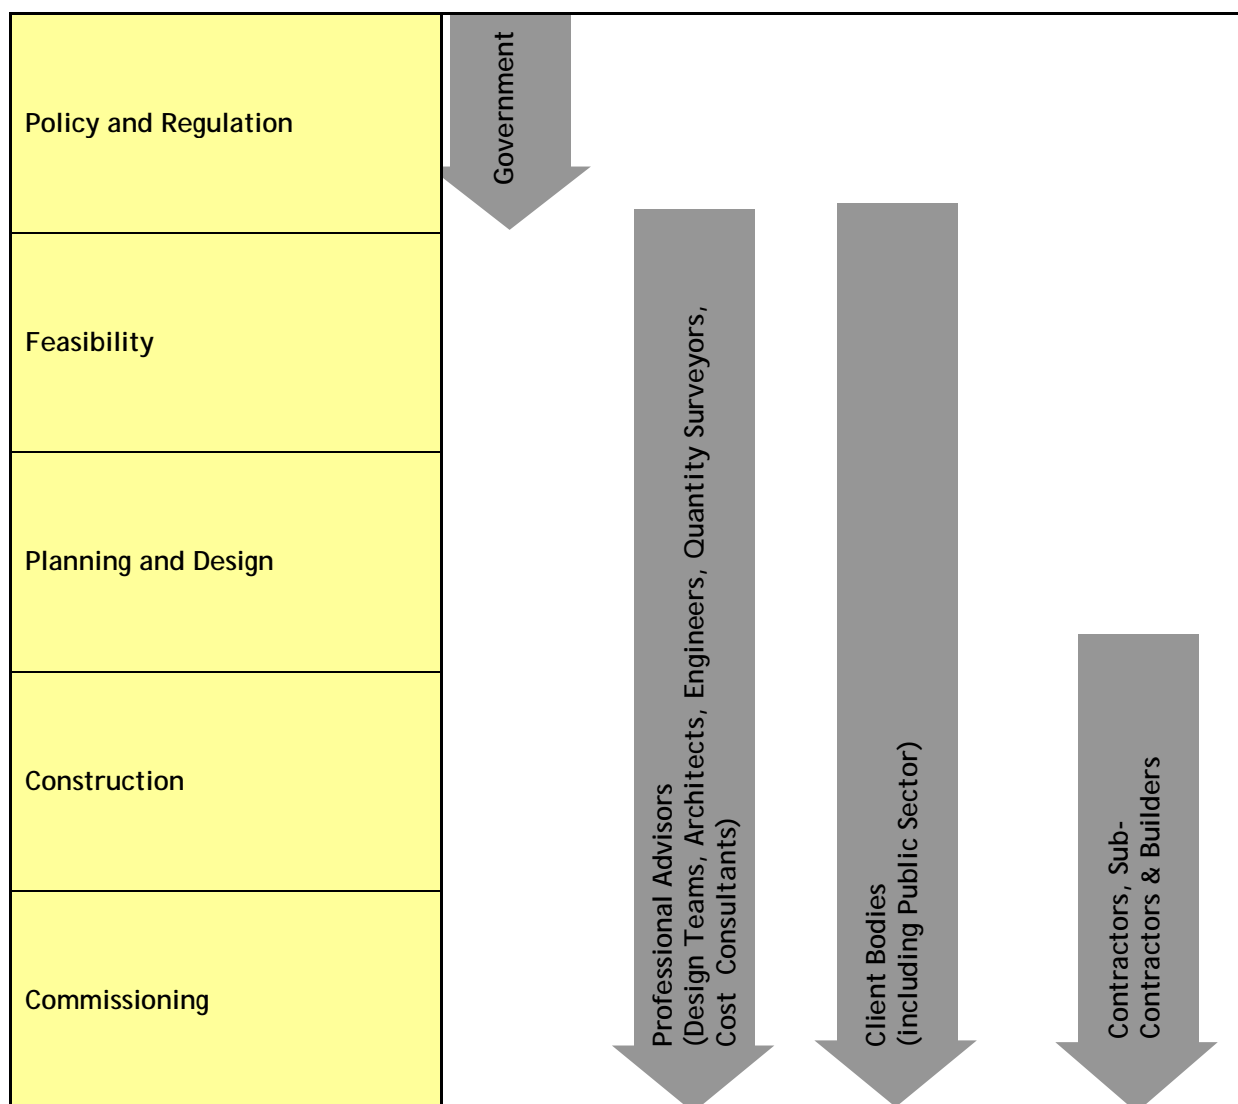 Policy and Regulation
Feasibility
Planning and Design
Construction
Commissioning
Government
Professional Advisors
(Design Teams, Architects, Engineers, Quantity Surveyors,
Cost Consultants)
Client Bodies
(including Public Sector)
Contractors, Sub-
Contractors & Builders